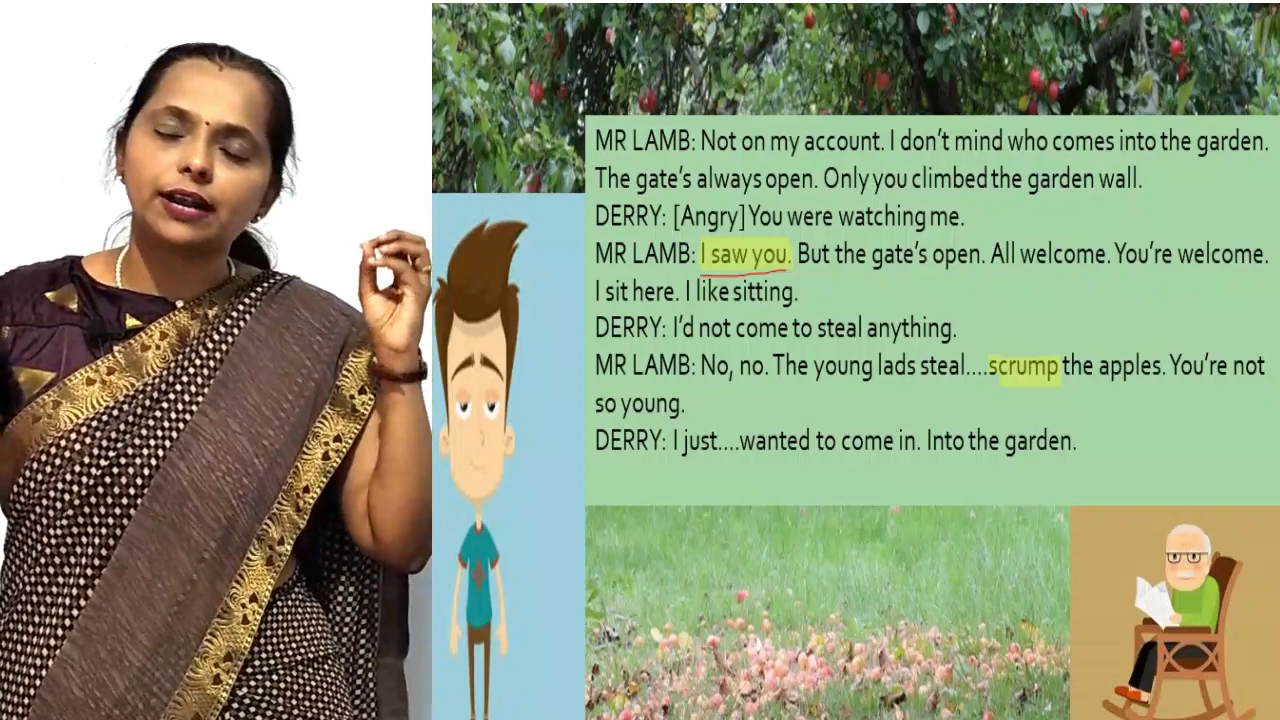 MR LAMB: Not on my account. I don't mind who comes into the garden.
The gate's always open. Only you climbed the garden wall.
DERRY: [Angry] You were watching me.
MR LAMB: I saw you. But the gate's open. All welcome. You're welcome.
I sit here. I like sitting.
DERRY: I'd not come to steal anything.
MR LAMB: No, no. The young lads steal....scrump the apples. You're not
so young.
DERRY: I just....wanted to come in. Into the garden.